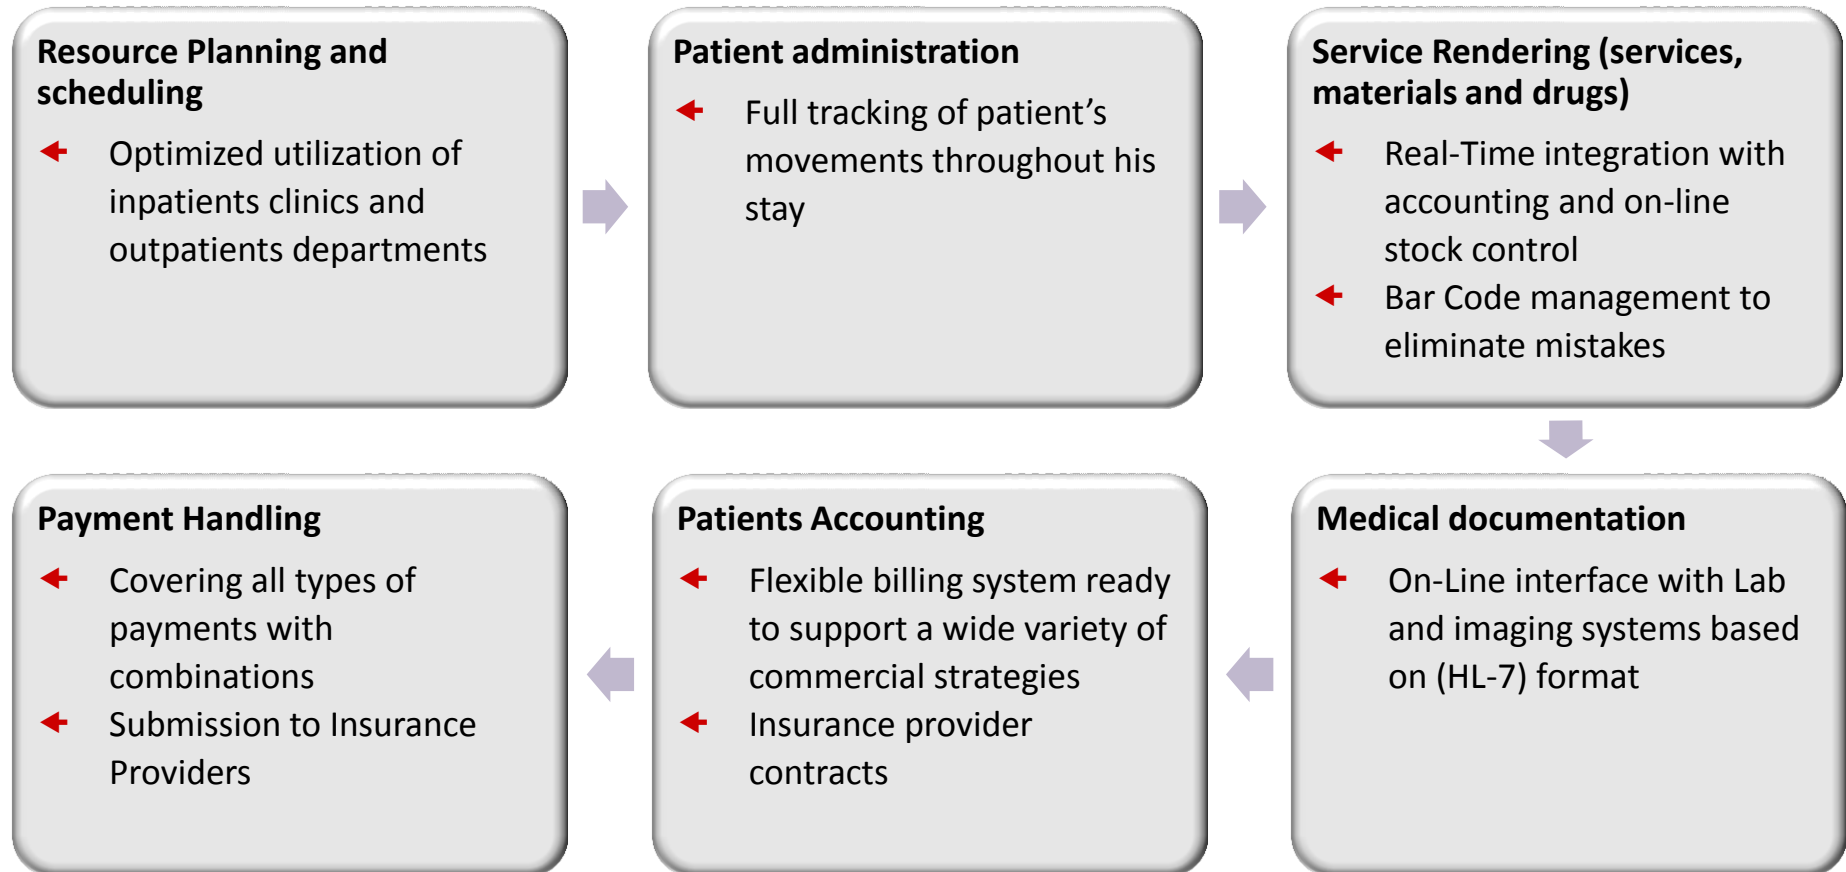 Resource Planning and
scheduling
Optimized utilization of
inpatients clinics and
outpatients departments
Patient administration
Full tracking of patient’s
movements throughout his
stay
Service Rendering (services,
materials and drugs)
Real-Time integration with
accounting and on-line
stock control
Bar Code management to
eliminate mistakes
Medical documentation
On-Line interface with Lab
and imaging systems based
on (HL-7) format
Patients Accounting
Flexible billing system ready
to support a wide variety of
commercial strategies
Insurance provider
contracts
Payment Handling
Covering all types of
payments with
combinations
Submission to Insurance
Providers